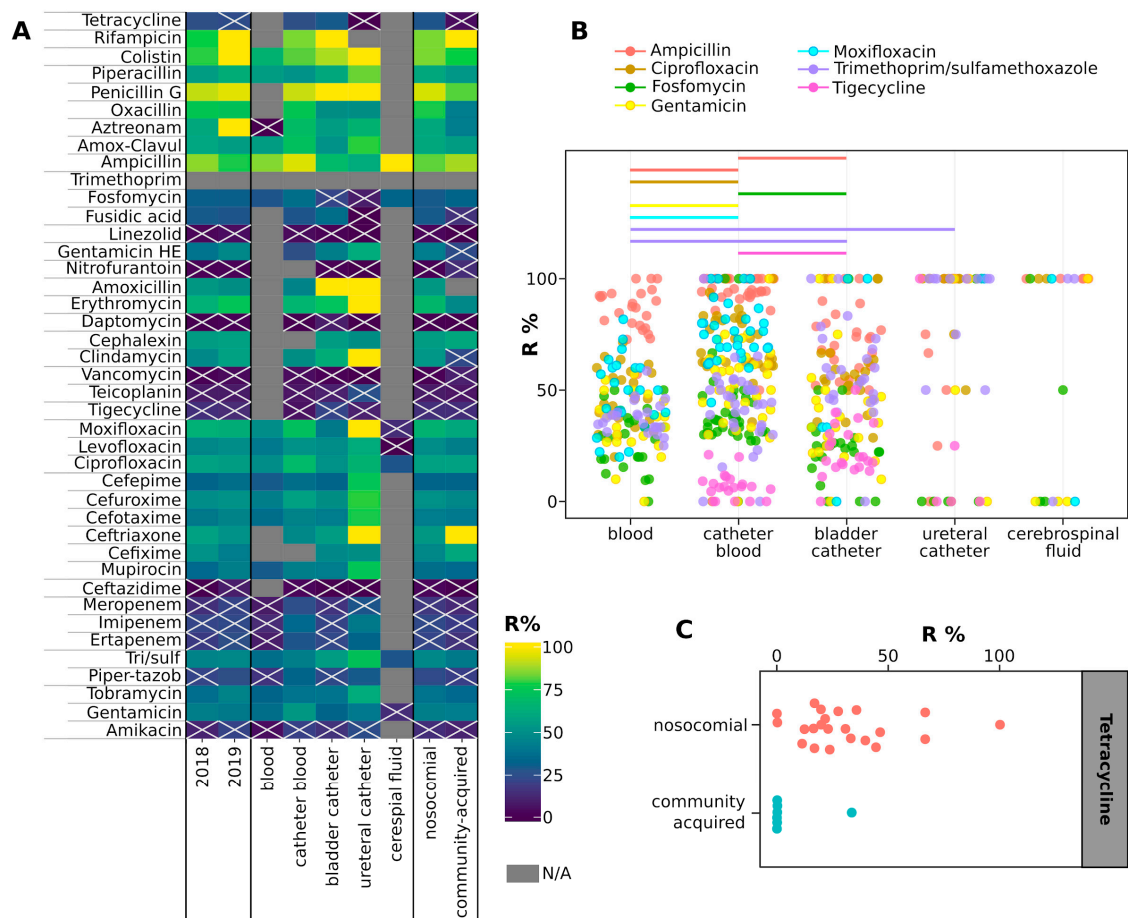 A
Tetracycline
Rifampicin
Colistin
Piperacillin
Penicillin G
Oxacillin
Aztreonam
Amox-Clavul
Ampicillin
Trimethoprim
Fosfomycin
Fusidic acid
Linezolid
Gentamicin HE
Nitrofurantoin
Amoxicillin
Erythromycin
Daptomycin
Cephalexin
Clindamycin
Vancomycin
Teicoplanin
Tigecycline
Moxifloxacin
Levofloxacin
Ciprofloxacin
Cefepime
Cefuroxime
Cefotaxime
Ceftriaxone
Cefixime
Mupirocin
Ceftazidime
Meropenem
Imipenem
Ertapenem
Tri/sulf
Piper-tazob
Tobramycin
Gentamicin
Amikacin
2018
2019
blood
catheter blood
bladder catheter
ureteral catheter
cerespial fluid
nosocomial
community-acquired
R%
100
75
50
25
0
N/A
B
Ampicillin
Ciprofloxacin
Fosfomycin
Gentamicin
Moxifloxacin
Trimethoprim/sulfamethoxazole
Tigecycline
R %
100
50
0
blood
catheter
blood
bladder
catheter
ureteral
catheter
cerebrospinal
fluid
C
R %
0 50 100
nosocomial
community
acquired
Tetracycline